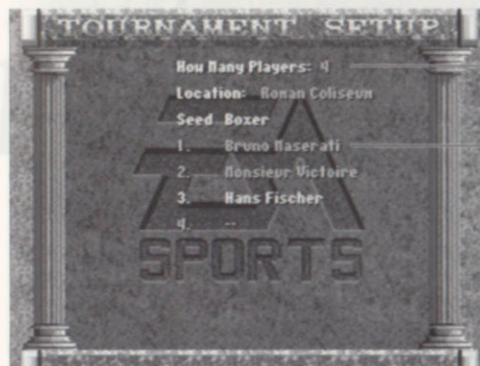 TOURNAMENT SETUP
How Many Players: 4
Location: Roman Coliseum
Seed Boxer
1. Bruno Maserati
2. Monsieur Victoire
3. Hans Fischer
4. --
EA
SPORTS